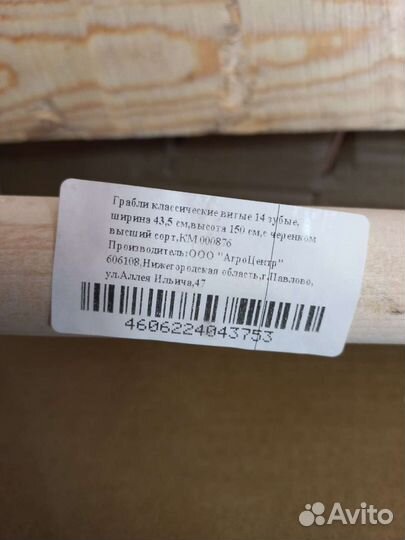 Грабли классические витые 14 зубые,
ширина 43,5 см,высота 150 см,с черенком
высший сорт,КМ 000876
Производитель:ООО "АгроЦентр"
606108,Нижегородская область,г.Павлово,
ул.Аллея Ильича,47
4606224043753
Avito